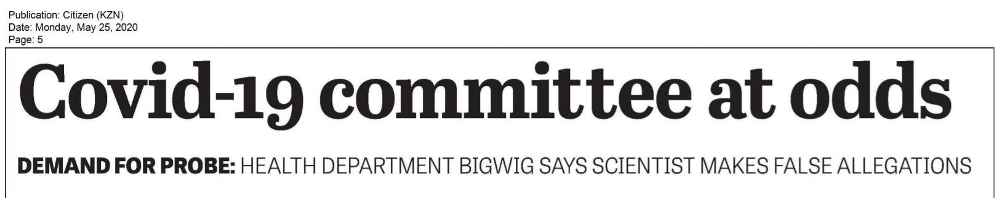 Publication: Citizen (KZN)
Date: Monday, May 25, 2020
Page: 5
Covid-19 committee at odds
DEMAND FOR PROBE: HEALTH DEPARTMENT BIGWIG SAYS SCIENTIST MAKES FALSE ALLEGATIONS